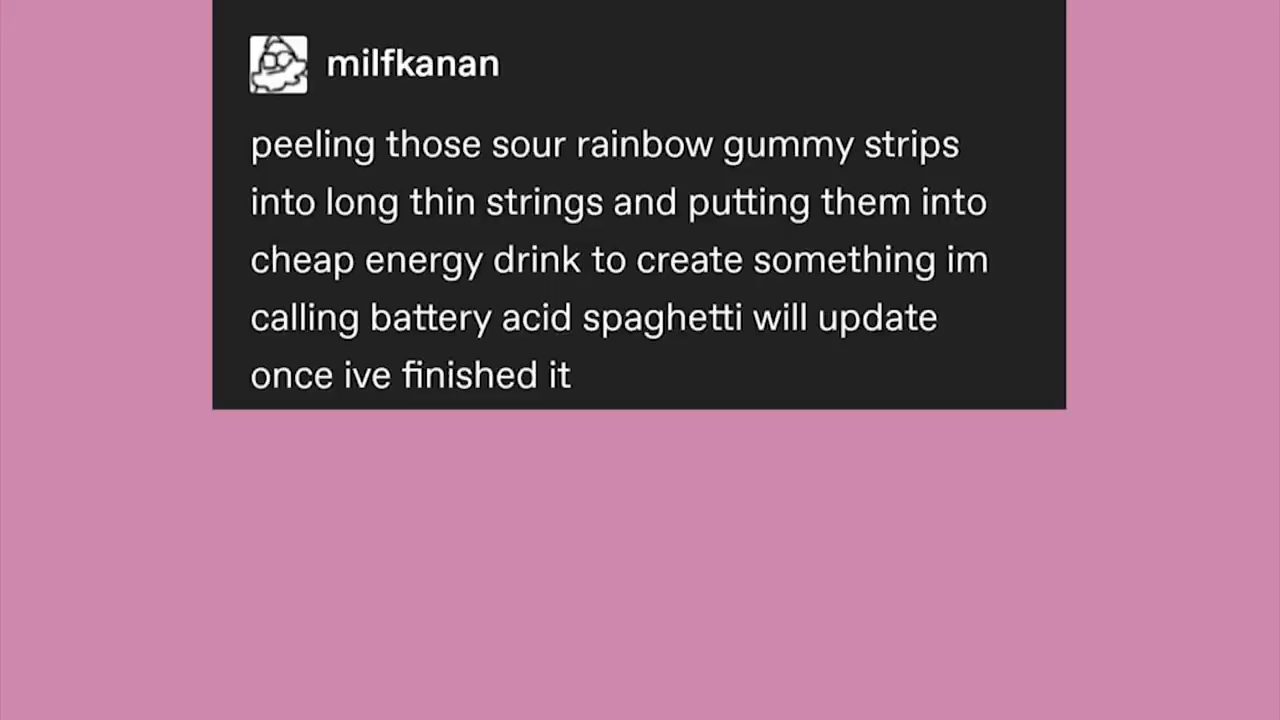 milfkanan
peeling those sour rainbow gummy strips
into long thin strings and putting them into
cheap energy drink to create something im
calling battery acid spaghetti will update
once ive finished it